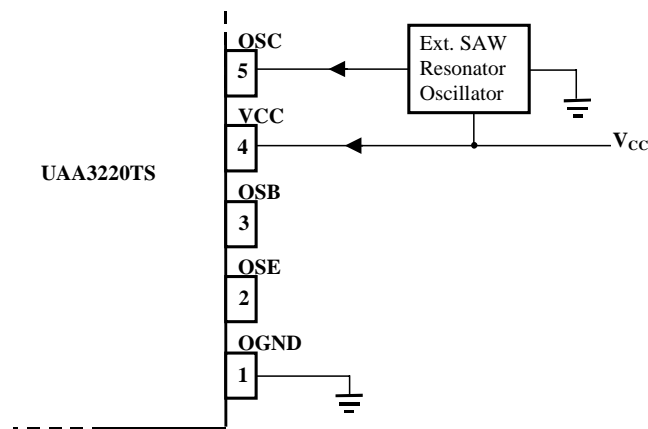 OSC
5
Ext. SAW
Resonator
Oscillator
VCC
4
VCC
UAA3220TS
OSB
3
OSE
2
OGND
1